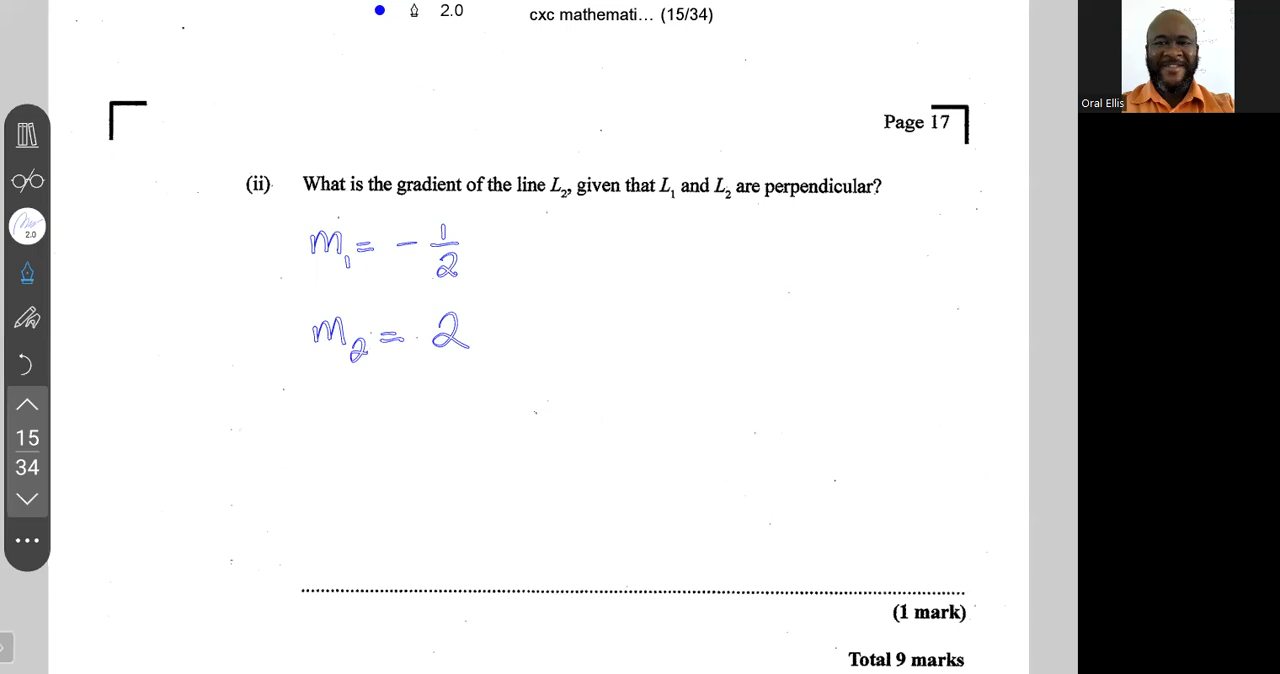 2.0 cxc mathemati... (15/34)
Oral Ellis
Page 17
(ii) What is the gradient of the line L₂, given that L₁ and L₂ are perpendicular?
2.0
m₁ = - 1/2
m₂ = 2
15
34
(1 mark)
Total 9 marks